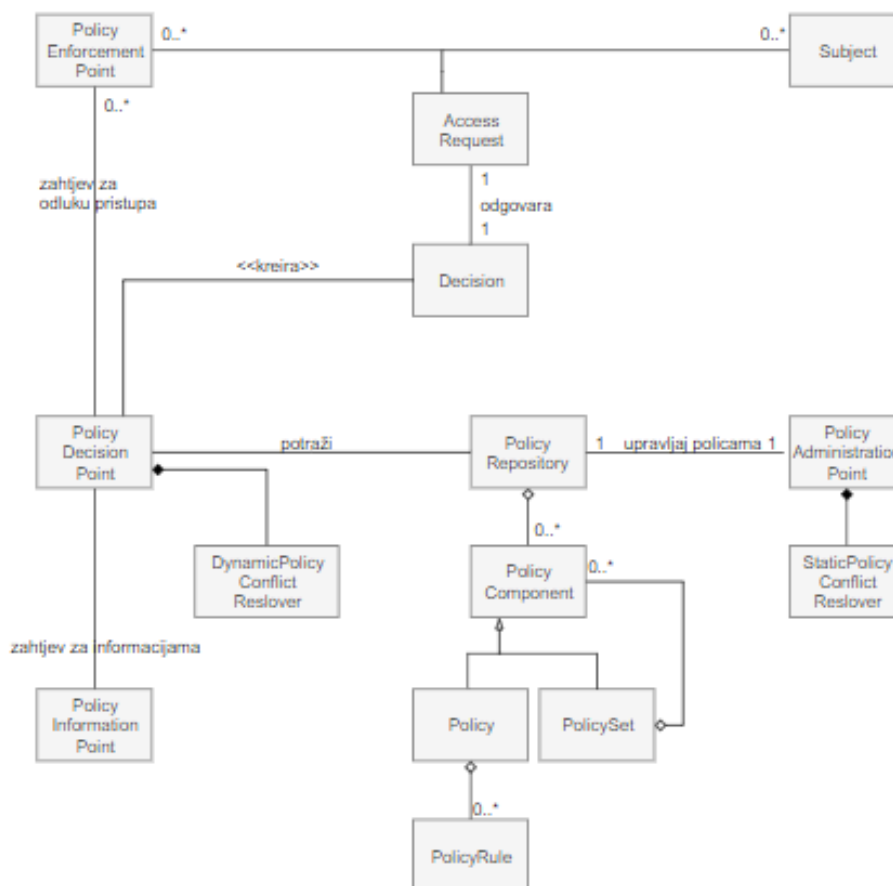 Policy
Enforcement
Point
0..*
0..*
Subject
0..*
Access
Request
zahtjev za
odluku pristupa
1
odgovara
1
<<kreira>>
Decision
Policy
Decision
Point
potraži
Policy
Repository
1
upravljaj policama 1
Policy
Administration
Point
0..*
DynamicPolicy
Conflict
Reslover
Policy
Component
0..*
StaticPolicy
Conflict
Reslover
zahtjev za informacijama
Policy
Information
Point
Policy
PolicySet
0..*
PolicyRule